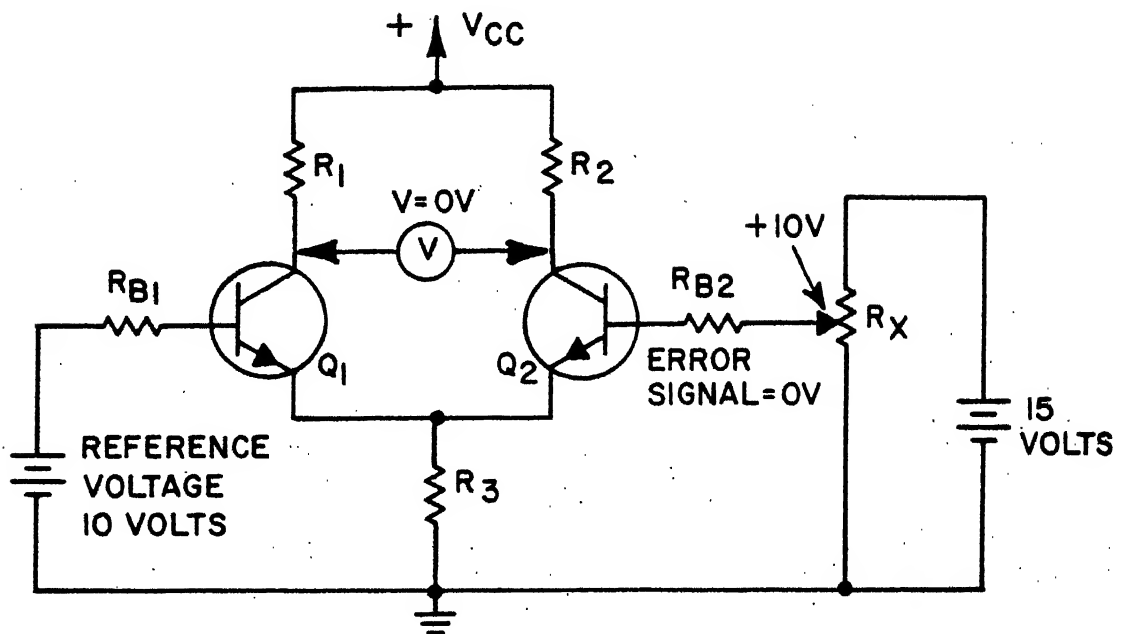 + VCC
R1
R2
V=0V
V
+10V
RB1
RB2
RX
Q1
Q2
ERROR
SIGNAL=0V
REFERENCE
VOLTAGE
10 VOLTS
R3
15
VOLTS